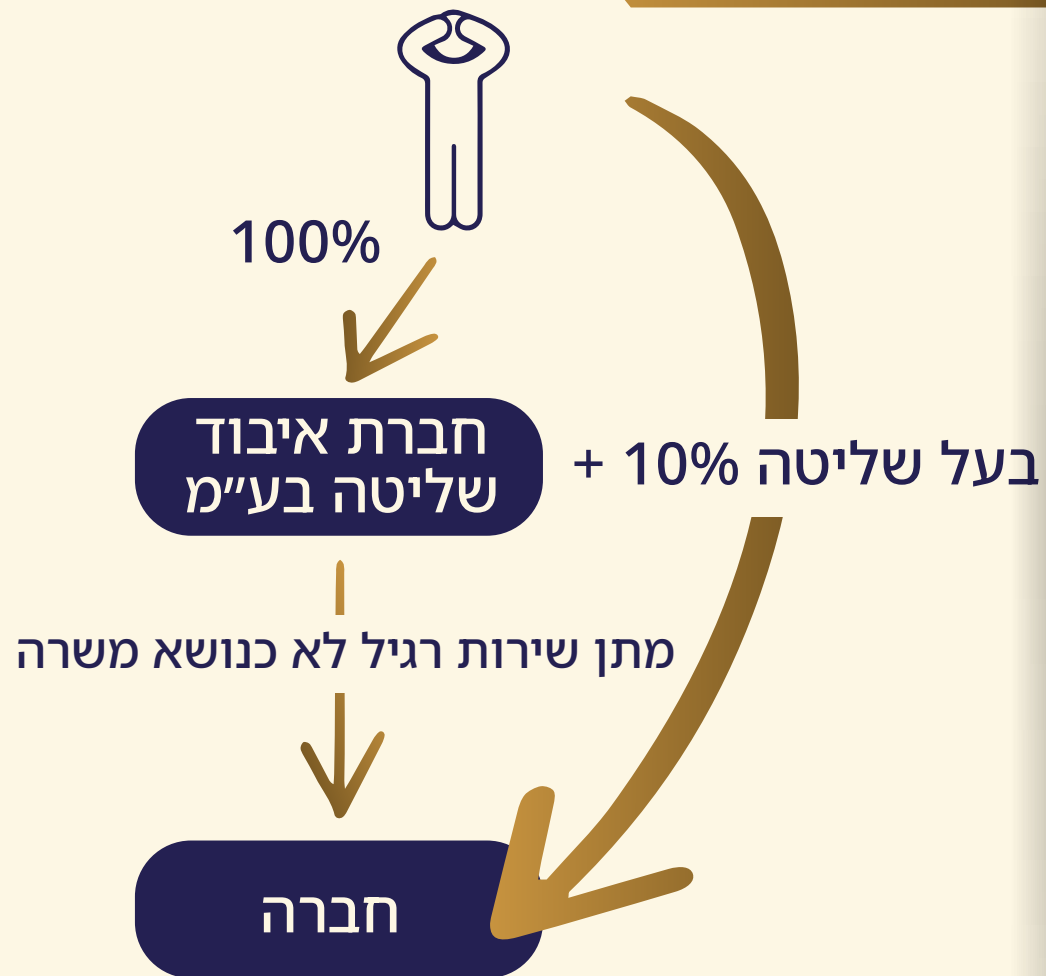 100%
חברת איבוד
שליטה בע״מ
בעל שליטה 10% +
מתן שירות רגיל לא כנושא משרה
חברה